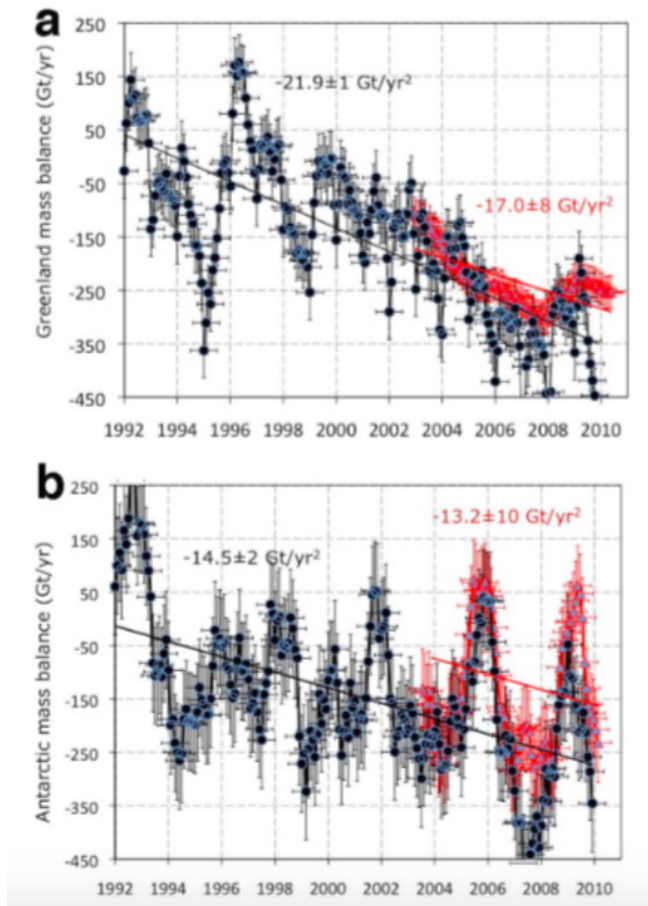 a
250
150
50
-50
-150
-250
-350
-450
Greenland mass balance (Gt/yr)
-21.9±1 Gt/yr²
-17.0±8 Gt/yr²
1992 1994 1996 1998 2000 2002 2004 2006 2008 2010
b
250
150
50
-50
-150
-250
-350
-450
Antarctic mass balance (Gt/yr)
-13.2±10 Gt/yr²
-14.5±2 Gt/yr²
1992 1994 1996 1998 2000 2002 2004 2006 2008 2010